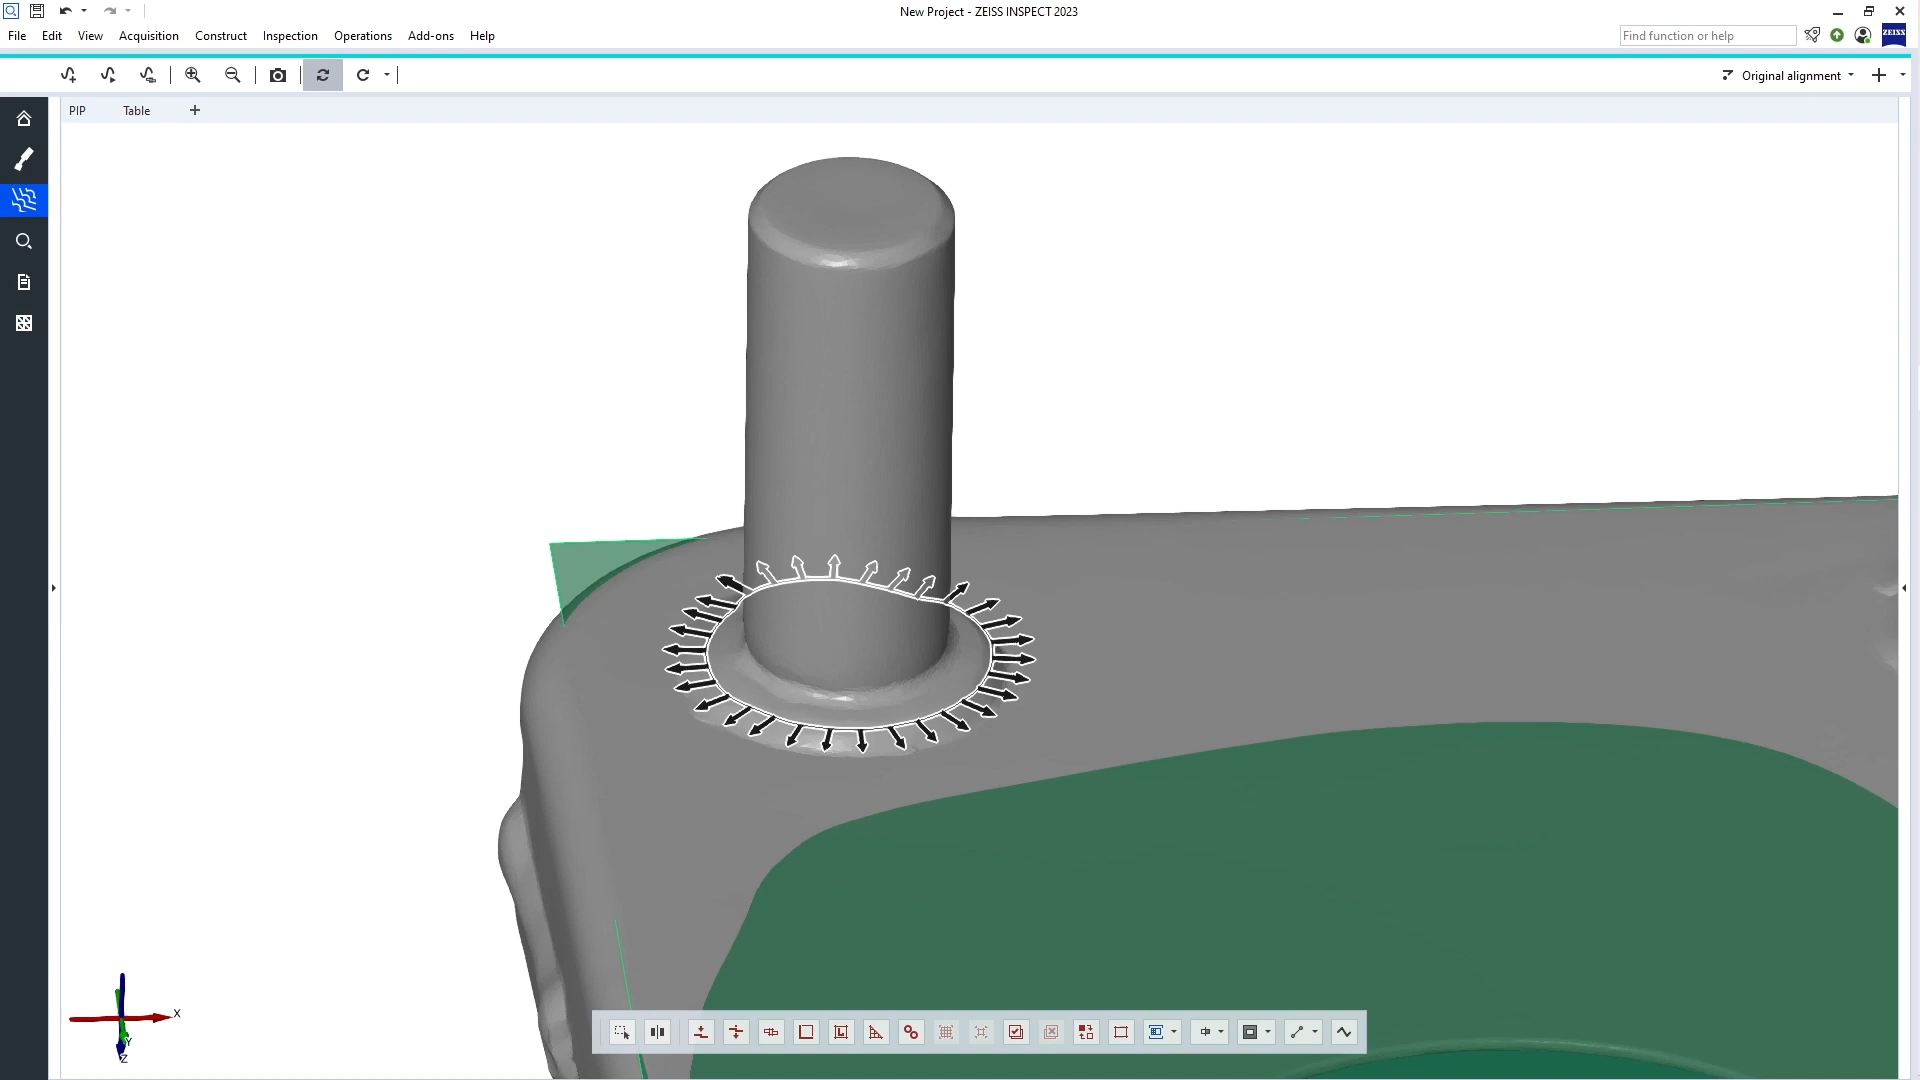 New Project - ZEISS INSPECT 2023
File Edit View Acquisition Construct Inspection Operations Add-ons Help
Find function or help
ZEISS
Original alignment
PIP Table
X
Y
Z